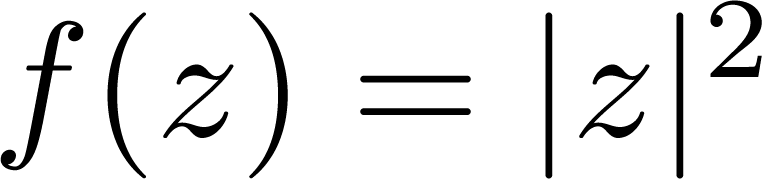 f(z) = |z|²